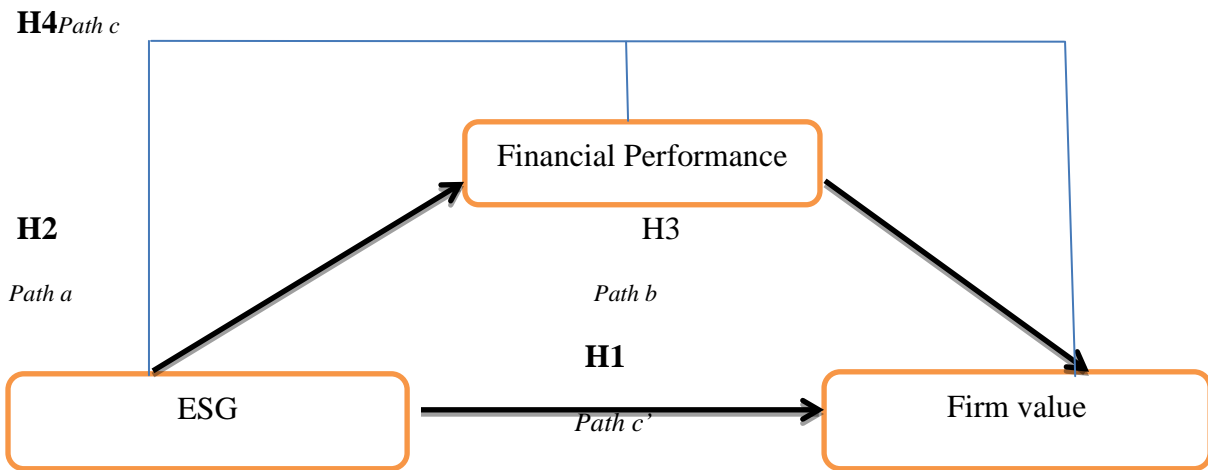 H4Path c
Financial Performance
H2
H3
Path a
Path b
H1
ESG
Path c’
Firm value